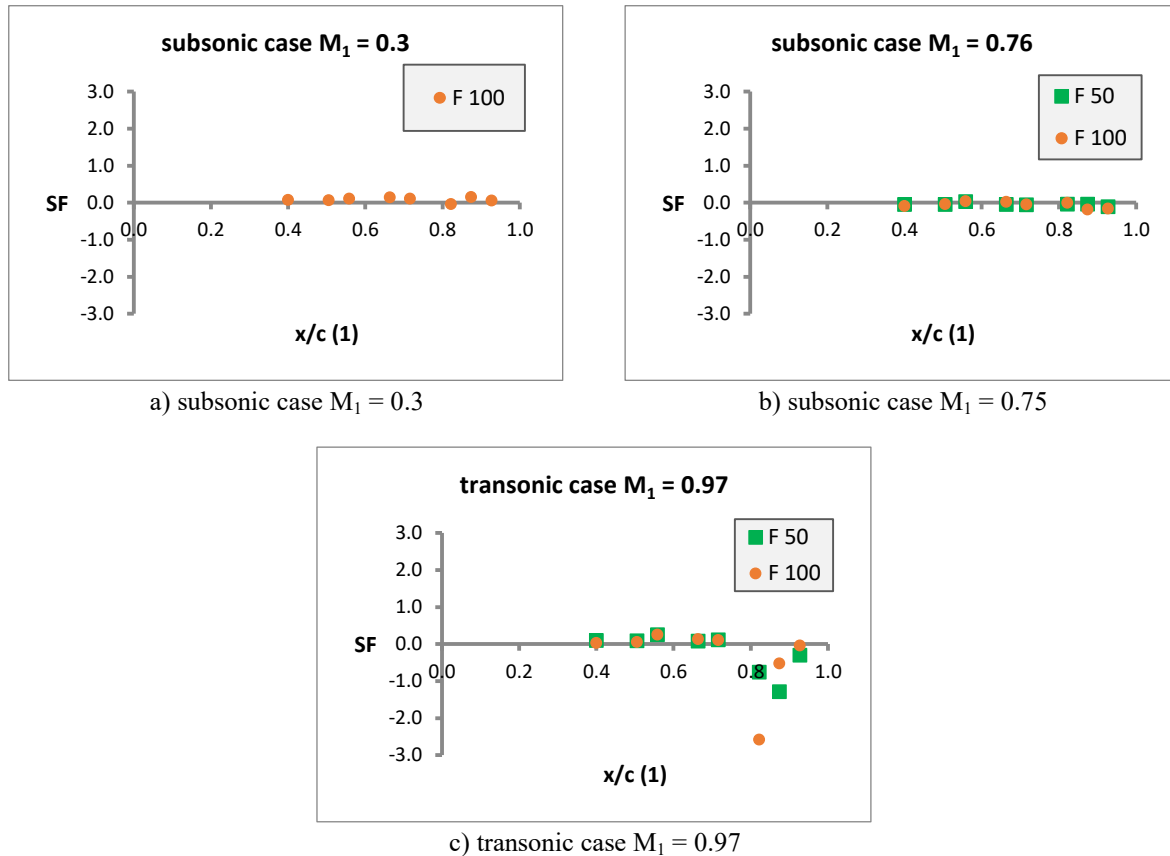 subsonic case M₁ = 0.3
F 100
3.0
2.0
1.0
0.0
-1.0
-2.0
-3.0
SF
0.0 0.2 0.4 0.6 0.8 1.0
x/c (1)
a) subsonic case M₁ = 0.3
subsonic case M₁ = 0.76
F 50
F 100
3.0
2.0
1.0
0.0
-1.0
-2.0
-3.0
SF
0.0 0.2 0.4 0.6 0.8 1.0
x/c (1)
b) subsonic case M₁ = 0.75
transonic case M₁ = 0.97
F 50
F 100
3.0
2.0
1.0
0.0
-1.0
-2.0
-3.0
SF
0.0 0.2 0.4 0.6 0.8 1.0
x/c (1)
c) transonic case M₁ = 0.97